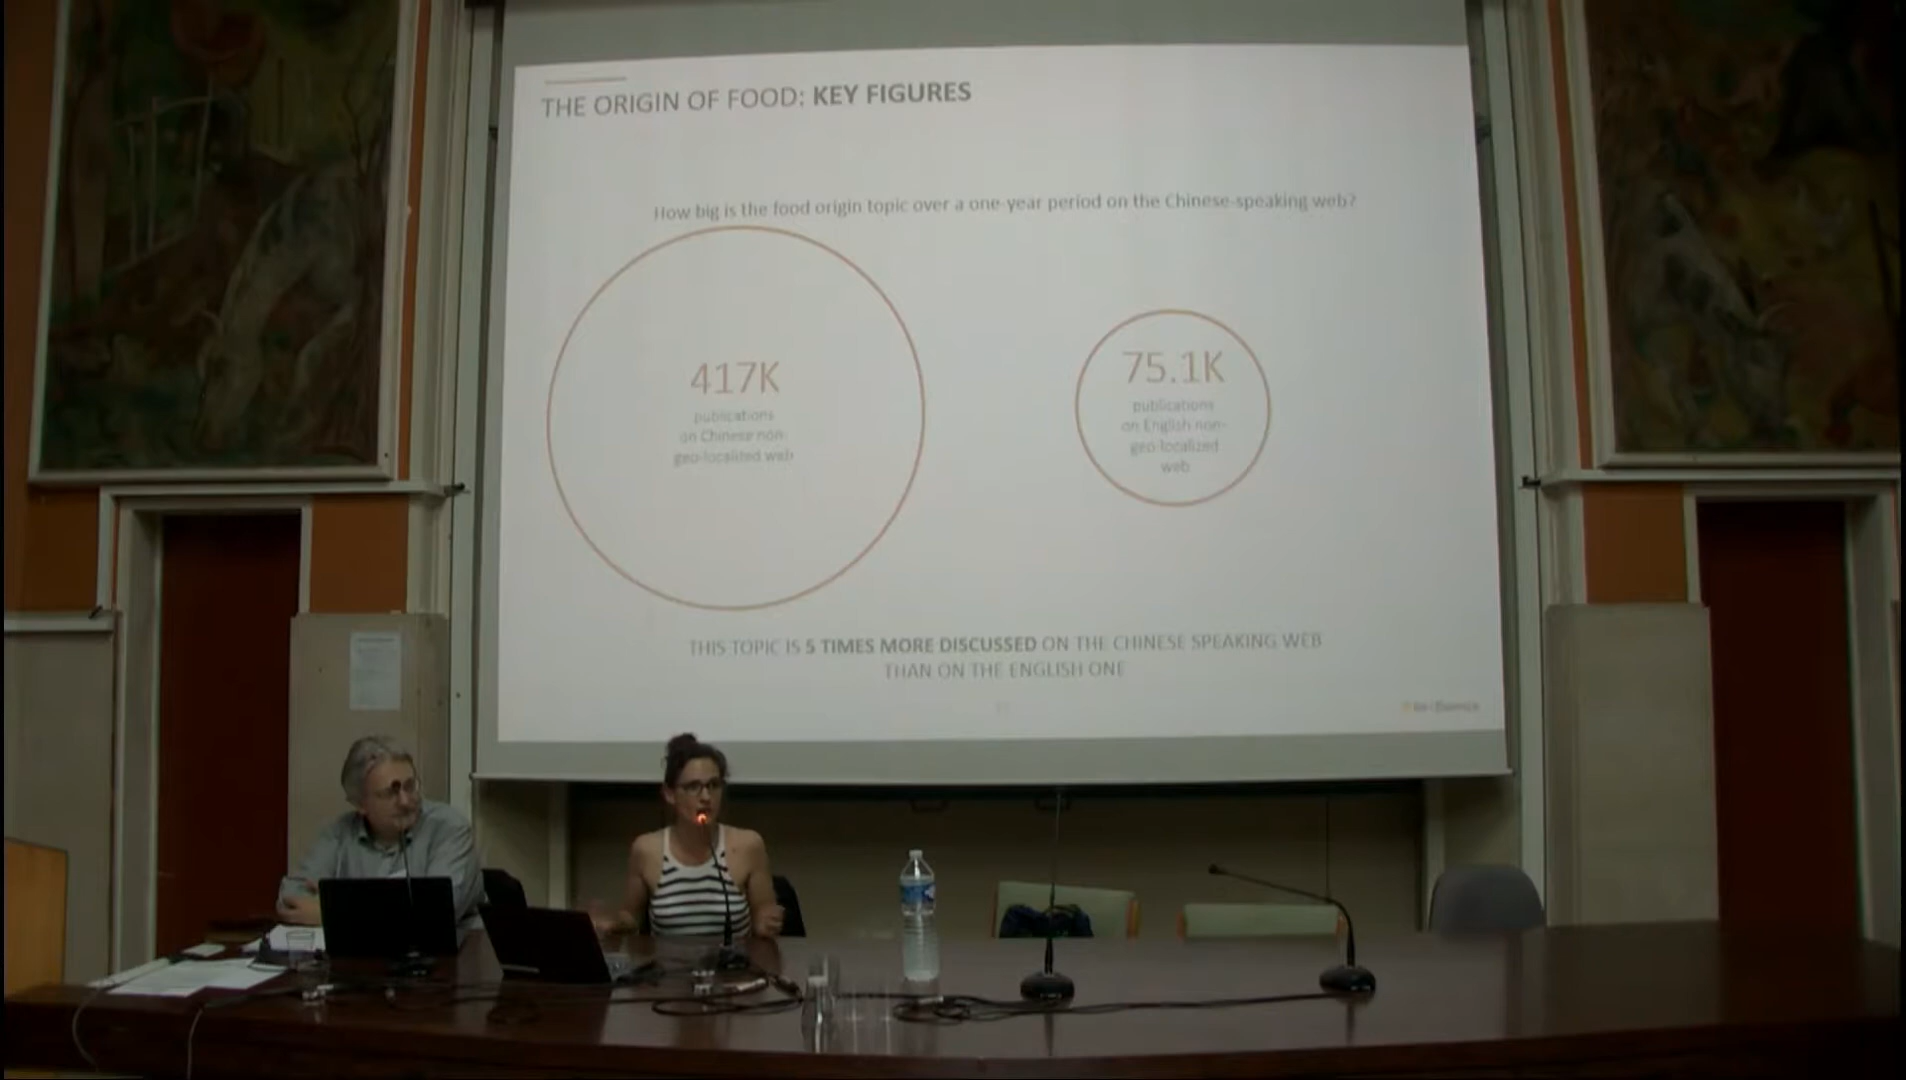 THE ORIGIN OF FOOD: KEY FIGURES
How big is the food origin topic over a one-year period on the Chinese-speaking web?
417K
publications
on Chinese non-
geo-localized web
75.1K
publications
on English non-
geo-localized
web
THIS TOPIC IS 5 TIMES MORE DISCUSSED ON THE CHINESE SPEAKING WEB
THAN ON THE ENGLISH ONE